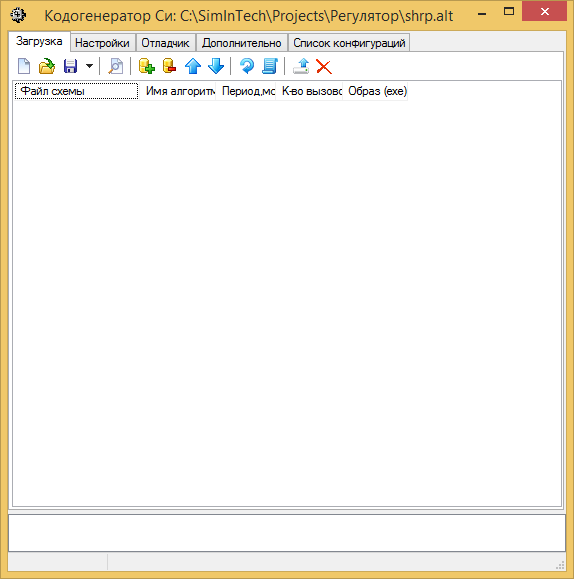 Кодогенератор Си: C:\SimInTech\Projects\Регулятор\shrp.alt
Загрузка Настройки Отладчик Дополнительно Список конфигураций
Файл схемы Имя алгоритм Период,мс К-во вызово Образ (exe)